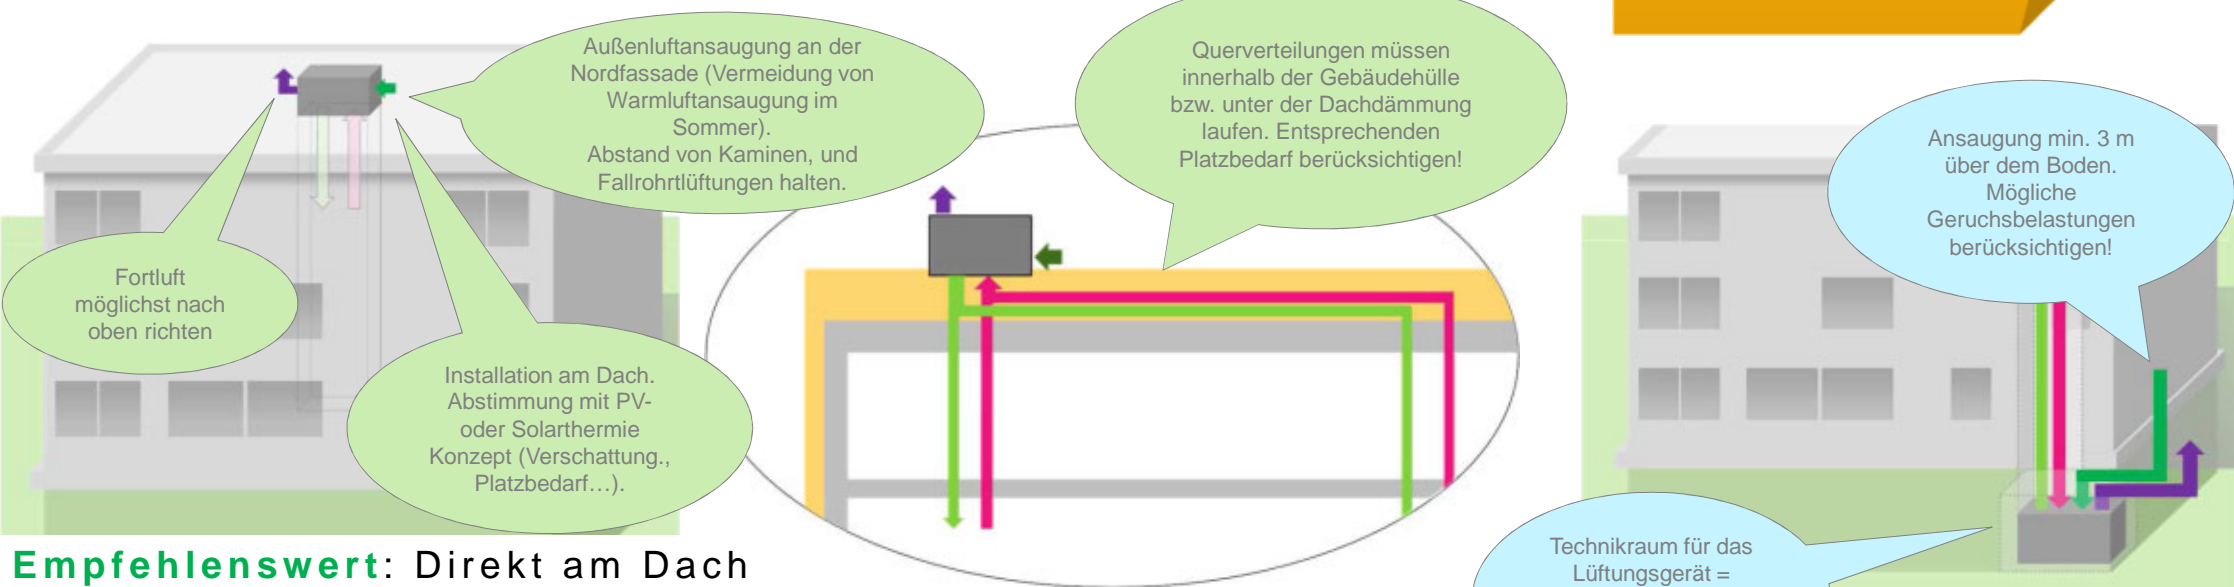 Außenluftansaugung an der
Nordfassade (Vermeidung von
Warmluftansaugung im
Sommer).
Abstand von Kaminen, und
Fallrohrtlüftungen halten.
Querverteilungen müssen
innerhalb der Gebäudehülle
bzw. unter der Dachdämmung
laufen. Entsprechenden
Platzbedarf berücksichtigen!
Ansaugung min. 3 m
über dem Boden.
Mögliche
Geruchsbelastungen
berücksichtigen!
Fortluft
möglichst nach
oben richten
Installation am Dach.
Abstimmung mit PV-
oder Solarthermie
Konzept (Verschattung.,
Platzbedarf…).
Technikraum für das
Lüftungsgerät =
Empfehlenswert: Direkt am Dach